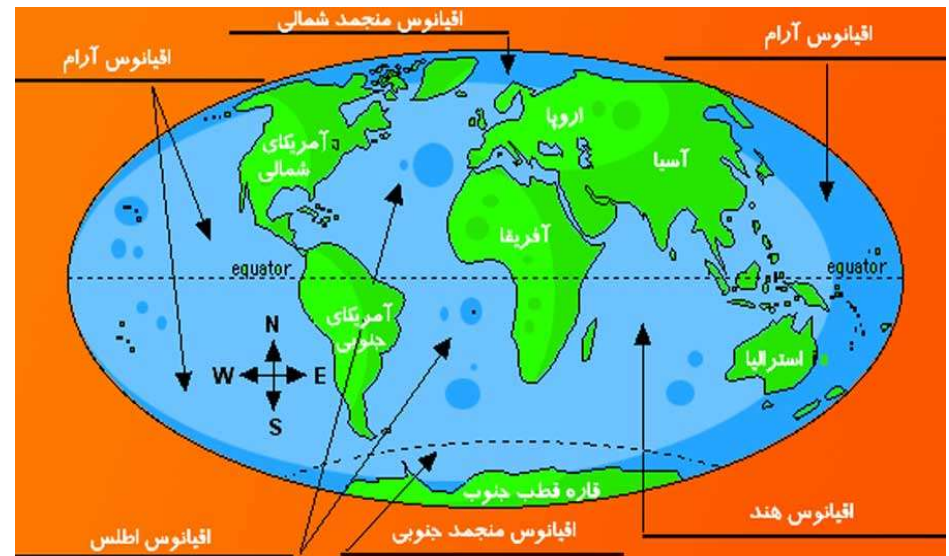 اقیانوس منجمد شمالی
اقیانوس آرام
اقیانوس آرام
اروپا
آمریکای
شمالی
آسیا
آفریقا
equator
equator
آمریکای
جنوبی
N
W
E
S
استرالیا
قاره قطب جنوب
اقیانوس هند
اقیانوس منجمد جنوبی
اقیانوس اطلس